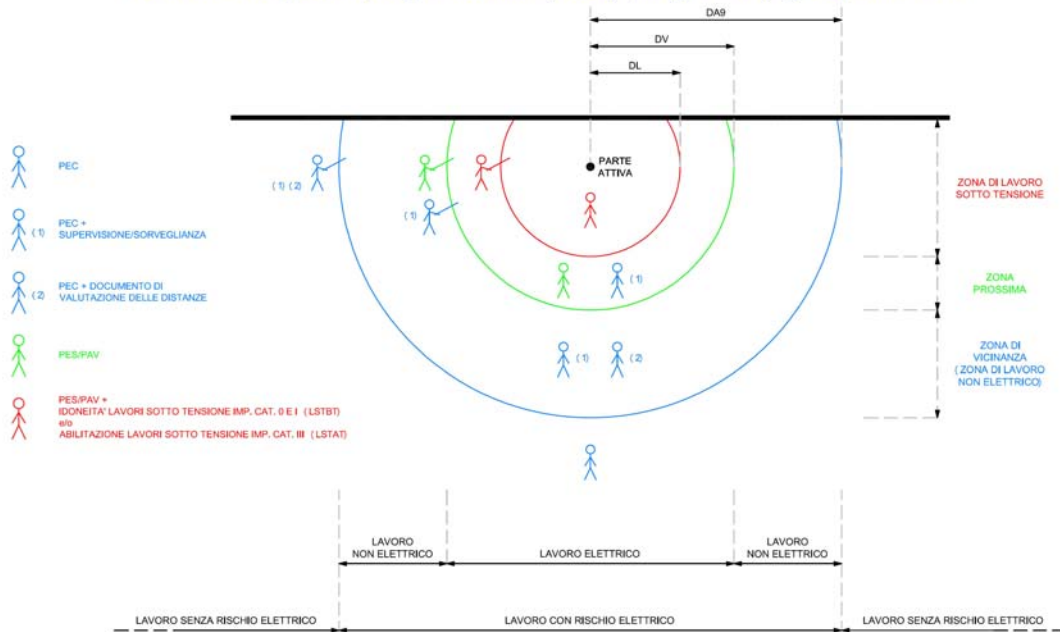 DA9
DV
DL
PARTE
ATTIVA
PEC
( 1 )
PEC +
SUPERVISIONE/SORVEGLIANZA
( 2 )
PEC + DOCUMENTO DI
VALUTAZIONE DELLE DISTANZE
PES/PAV
PES/PAV +
IDONEITA' LAVORI SOTTO TENSIONE IMP. CAT. 0 E I ( LSTBT)
e/o
ABILITAZIONE LAVORI SOTTO TENSIONE IMP. CAT. III ( LSTAT)
( 1) ( 2)
( 1)
( 1)
( 1)
( 2)
ZONA DI LAVORO
SOTTO TENSIONE
ZONA
PROSSIMA
ZONA DI
VICINANZA
( ZONA DI LAVORO
NON ELETTRICO)
LAVORO
NON ELETTRICO
LAVORO ELETTRICO
LAVORO
NON ELETTRICO
LAVORO SENZA RISCHIO ELETTRICO
LAVORO CON RISCHIO ELETTRICO
LAVORO SENZA RISCHIO ELETTRICO